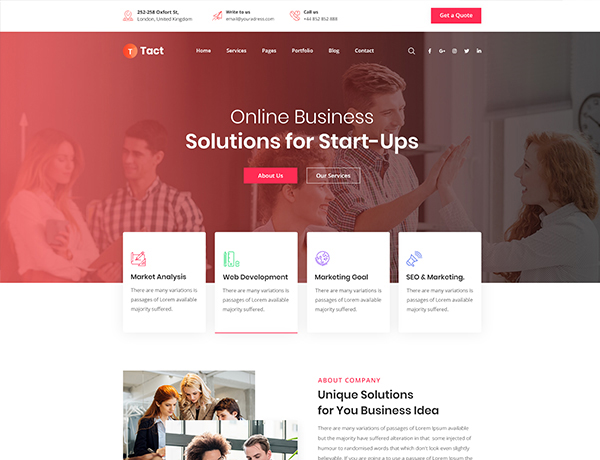 252-258 Oxfort St,
London, United Kingdom
Write to us
email@youradress.com
Call us
+44 852 852 888
Get a Quote
T Tact
Home Services Pages Portfolio Blog Contact
Online Business
Solutions for Start-Ups
About Us Our Services
Market Analysis
There are many variations is
passages of Lorem available
majority suffered.
Web Development
There are many variations is
passages of Lorem available
majority suffered.
Marketing Goal
There are many variations is
passages of Lorem available
majority suffered.
SEO & Marketing.
There are many variations is
passages of Lorem available
majority suffered.
ABOUT COMPANY
Unique Solutions
for You Business Idea
There are many variations of passages of Lorem Ipsum availabl
but the majority have suffered alteration in that some injected of
humour to randomised words that which don't look even slightly
believable. If you are going to use a passage of Lorem Ipsum